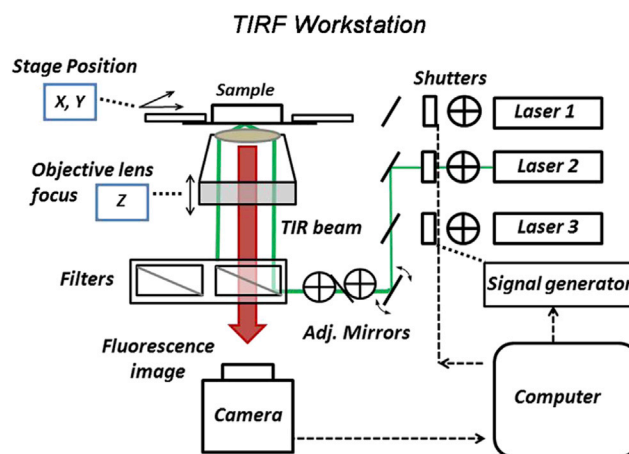 TIRF Workstation
Stage Position
X, Y
Sample
Shutters
Laser 1
Laser 2
Laser 3
Objective lens
focus
Z
TIR beam
Filters
Signal generator
Adj. Mirrors
Fluorescence
image
Camera
Computer